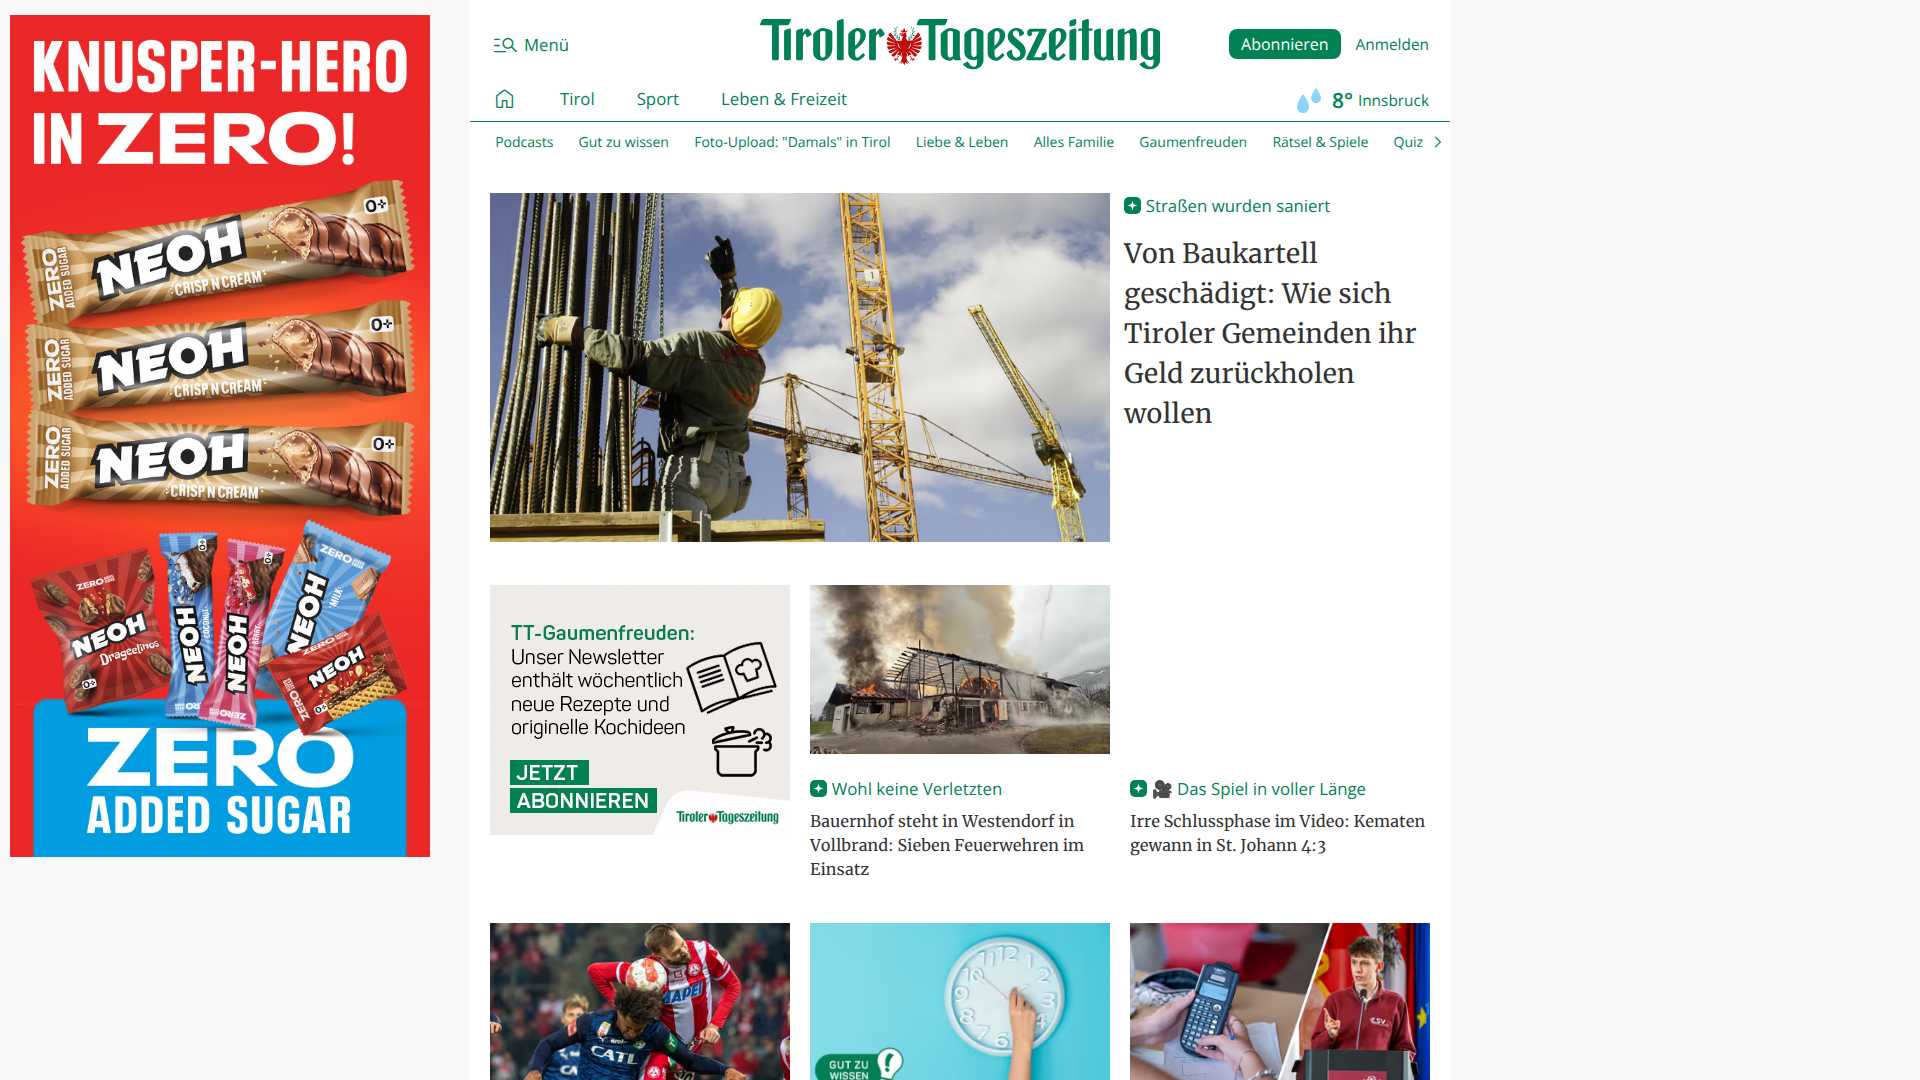 KNUSPER-HERO
IN ZERO!
ZERO
ADDED SUGAR
NEOH
CRISP N CREAM
ZERO
ADDED SUGAR
NEOH
CRISP N CREAM
ZERO
ADDED SUGAR
NEOH
CRISP N CREAM
ZERO
NEOH
Drageelinos
NEOH
COCONUT
NEOH
ZERO
NEOH
MILK
ZERO
NEOH
ZERO
ADDED SUGAR
Menü
Tiroler Tageszeitung
Abonnieren
Anmelden
Tirol
Sport
Leben & Freizeit
8° Innsbruck
Podcasts
Gut zu wissen
Foto-Upload: "Damals" in Tirol
Liebe & Leben
Alles Familie
Gaumenfreuden
Rätsel & Spiele
Quiz
Straßen wurden saniert
Von Baukartell
geschädigt: Wie sich
Tiroler Gemeinden ihr
Geld zurückholen
wollen
TT-Gaumenfreuden:
Unser Newsletter
enthält wöchentlich
neue Rezepte und
originelle Kochideen
JETZT
ABONNIEREN
Tiroler Tageszeitung
Wohl keine Verletzten
Bauernhof steht in Westendorf in
Vollbrand: Sieben Feuerwehren im
Einsatz
🎥 Das Spiel in voller Länge
Irre Schlussphase im Video: Kematen
gewann in St. Johann 4:3
MAPEI
CATL
GUT ZU
WISSEN